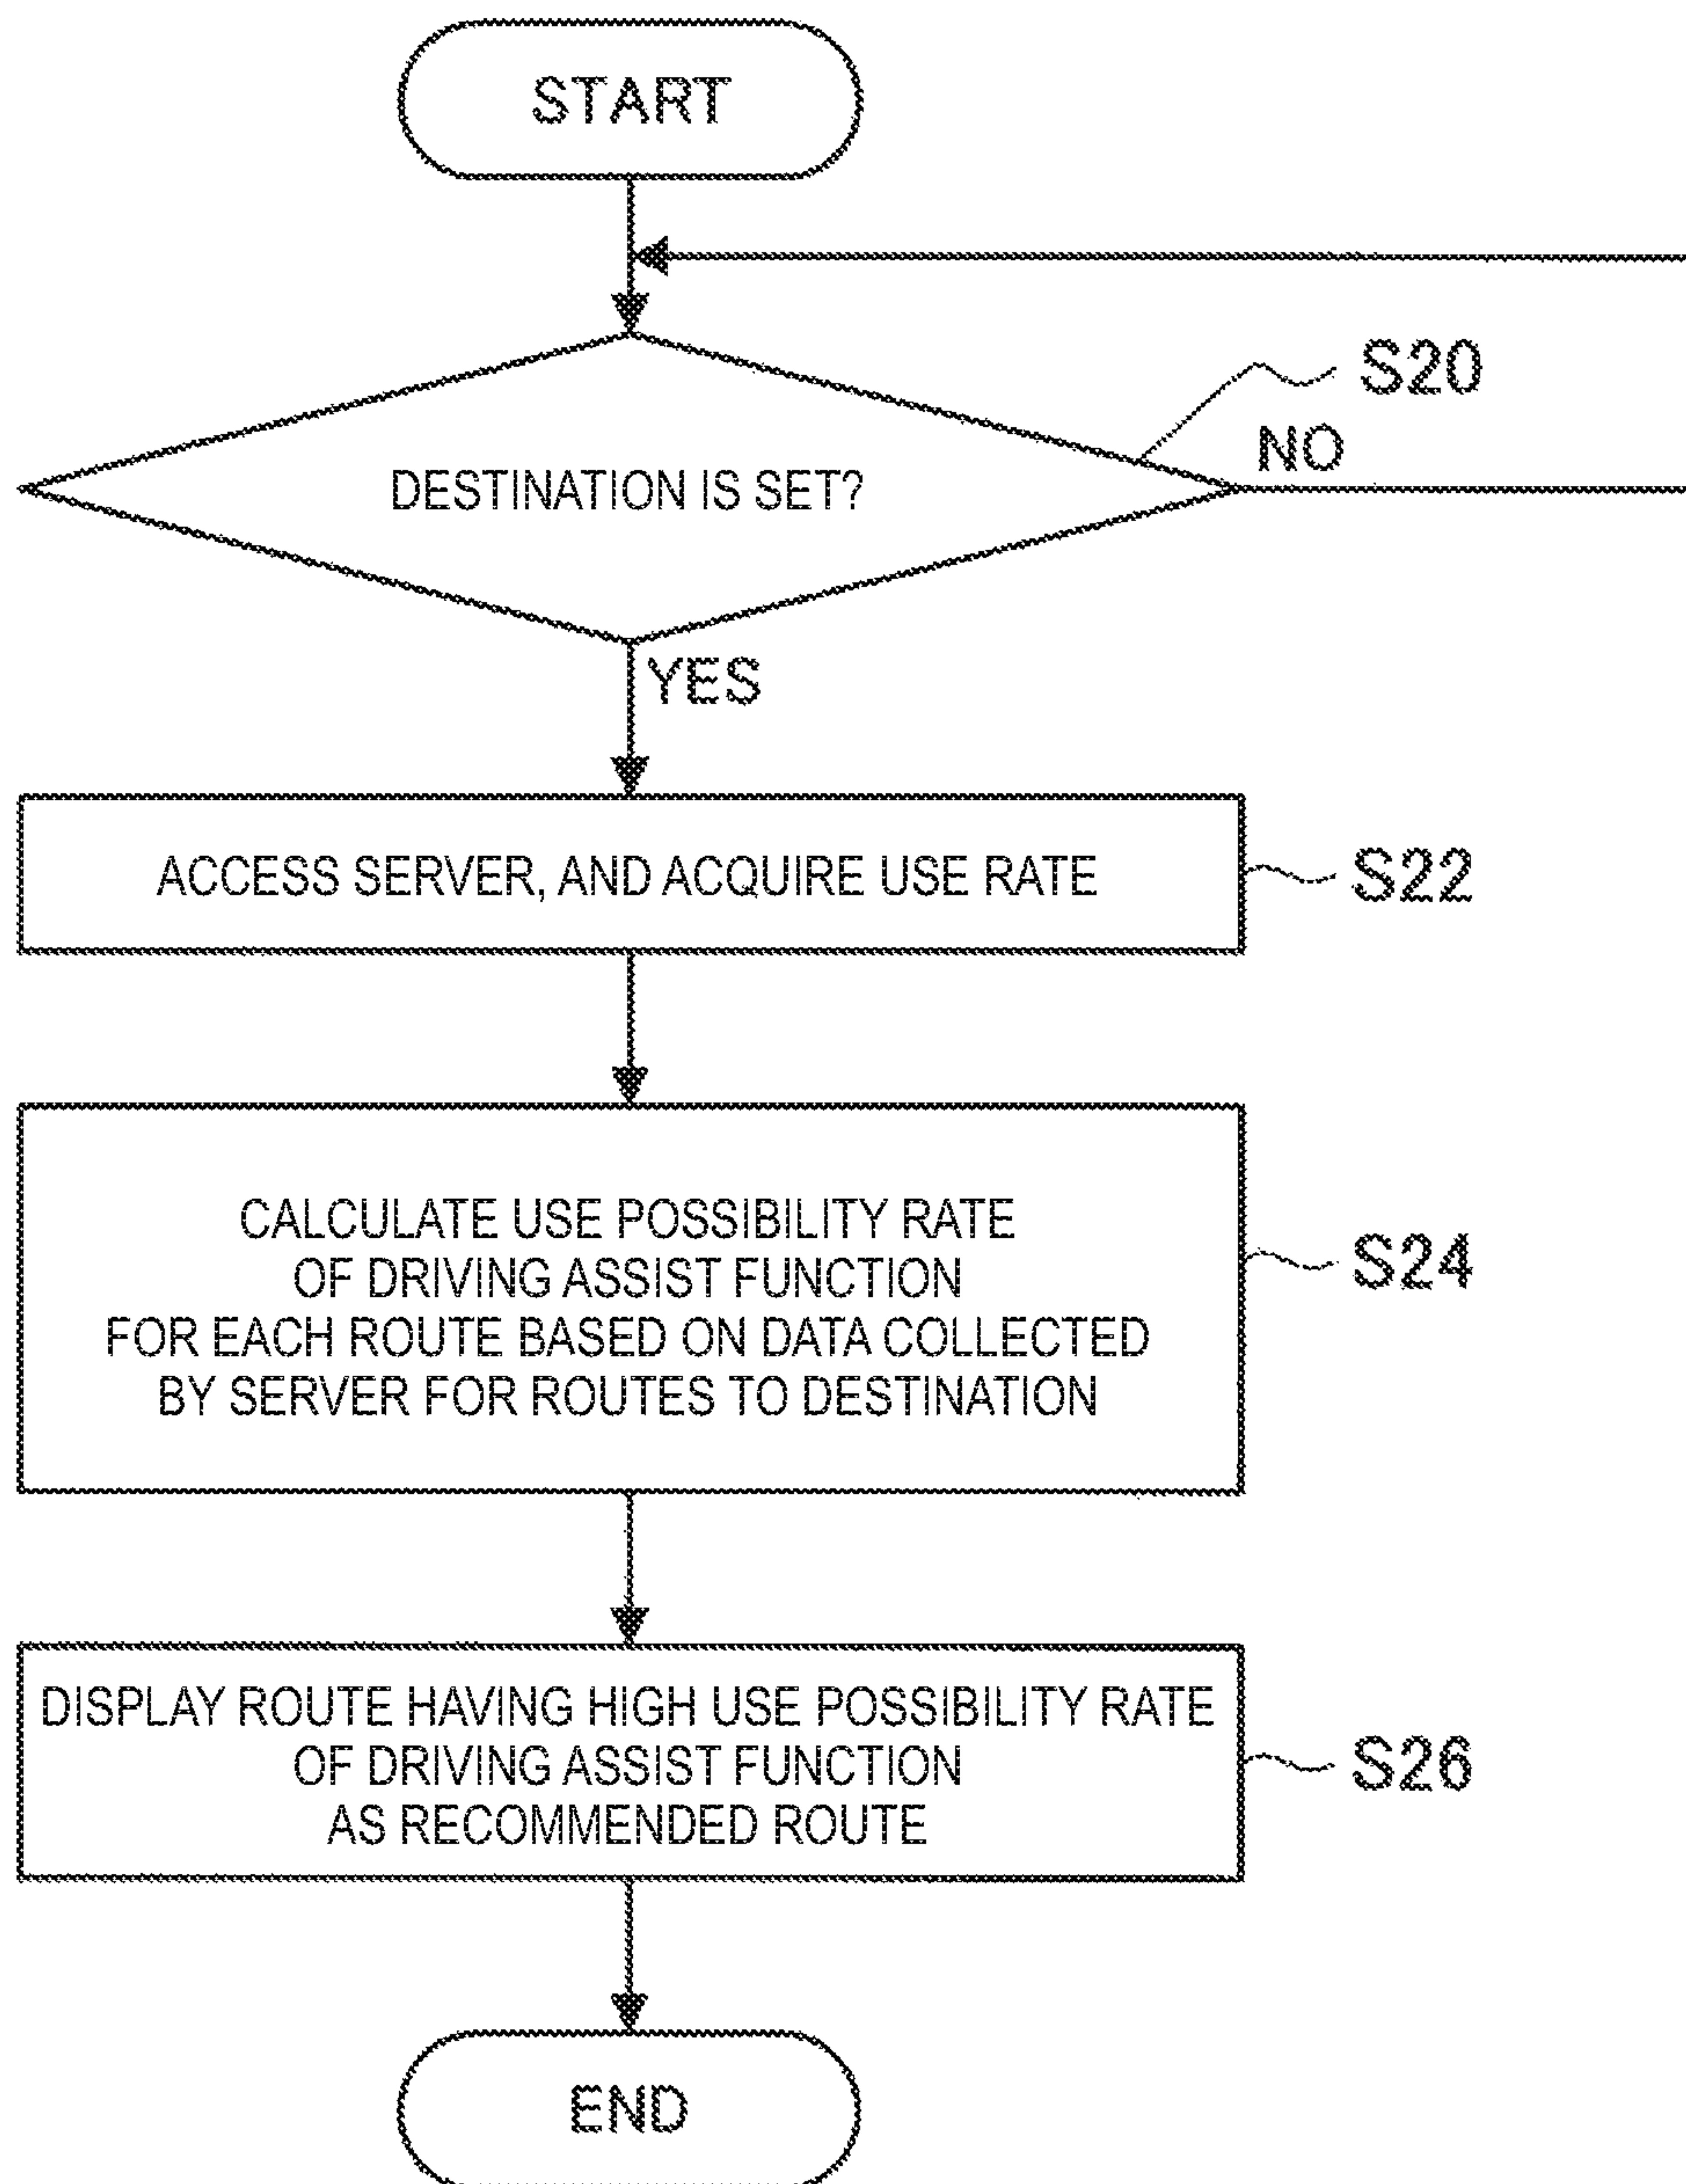 START
S20
NO
DESTINATION IS SET?
YES
ACCESS SERVER, AND ACQUIRE USE RATE
S22
CALCULATE USE POSSIBILITY RATE
OF DRIVING ASSIST FUNCTION
FOR EACH ROUTE BASED ON DATA COLLECTED
BY SERVER FOR ROUTES TO DESTINATION
S24
DISPLAY ROUTE HAVING HIGH USE POSSIBILITY RATE
OF DRIVING ASSIST FUNCTION
AS RECOMMENDED ROUTE
S26
END